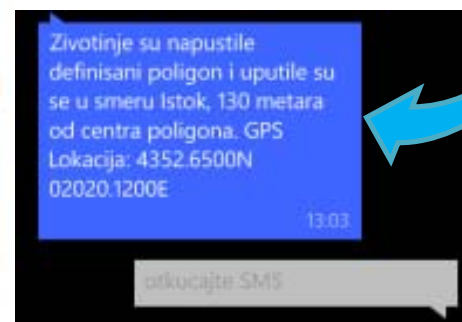 Zivotinje su napustile
definisani poligon i uputile su
se u smeru Istok, 130 metara
od centra poligona. GPS
Lokacija: 4352.6500N
02020.1200E
13:03
otkucajte SMS